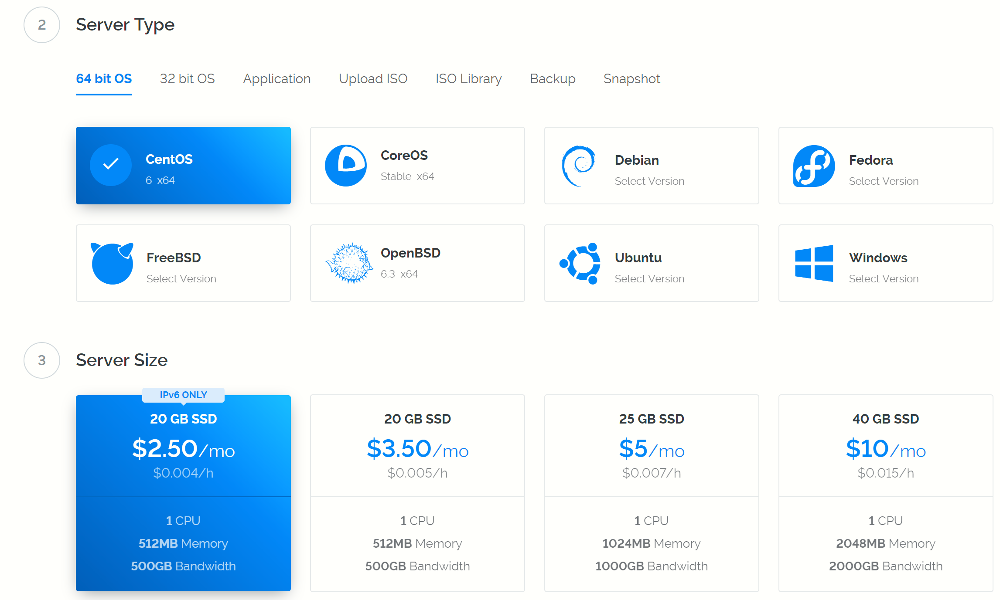 2
Server Type
64 bit OS
32 bit OS
Application
Upload ISO
ISO Library
Backup
Snapshot
CentOS
6 x64
CoreOS
Stable x64
Debian
Select Version
Fedora
Select Version
FreeBSD
Select Version
OpenBSD
6.3 x64
Ubuntu
Select Version
Windows
Select Version
3
Server Size
IPv6 ONLY
20 GB SSD
$2.50/mo
$0.004/h
1 CPU
512MB Memory
500GB Bandwidth
20 GB SSD
$3.50/mo
$0.005/h
1 CPU
512MB Memory
500GB Bandwidth
25 GB SSD
$5/mo
$0.007/h
1 CPU
1024MB Memory
1000GB Bandwidth
40 GB SSD
$10/mo
$0.015/h
1 CPU
2048MB Memory
2000GB Bandwidth